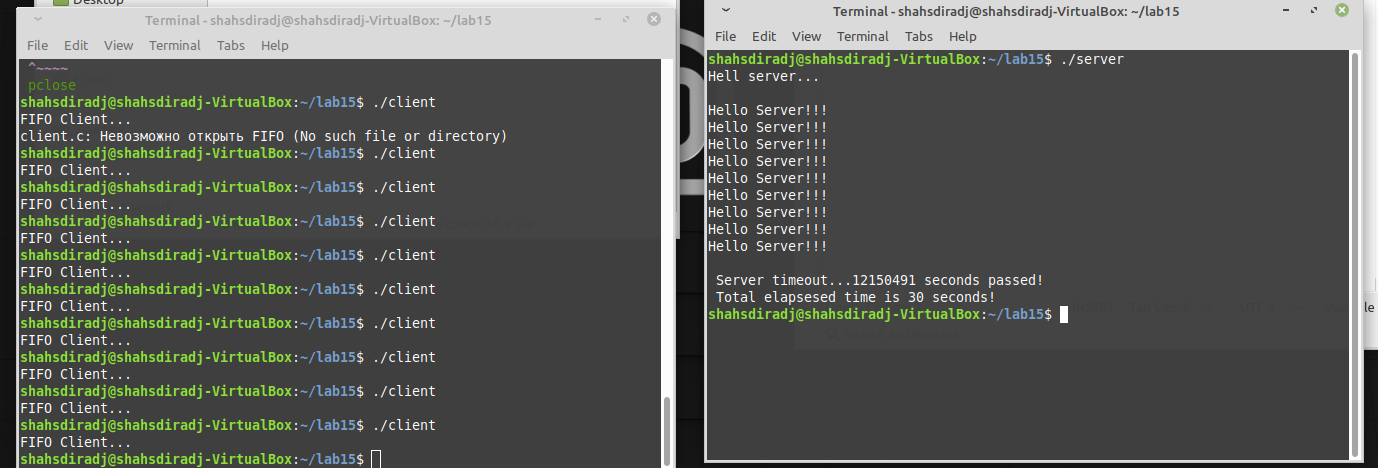 Desktop
Terminal - shahsdiradj@shahsdiradj-VirtualBox: ~/lab15
File Edit View Terminal Tabs Help
^~~~~
pclose
shahsdiradj@shahsdiradj-VirtualBox:~/lab15$ ./client
FIFO Client...
client.c: Невозможно открыть FIFO (No such file or directory)
shahsdiradj@shahsdiradj-VirtualBox:~/lab15$ ./client
FIFO Client...
shahsdiradj@shahsdiradj-VirtualBox:~/lab15$ ./client
FIFO Client...
shahsdiradj@shahsdiradj-VirtualBox:~/lab15$ ./client
FIFO Client...
shahsdiradj@shahsdiradj-VirtualBox:~/lab15$ ./client
FIFO Client...
shahsdiradj@shahsdiradj-VirtualBox:~/lab15$ ./client
FIFO Client...
shahsdiradj@shahsdiradj-VirtualBox:~/lab15$ ./client
FIFO Client...
shahsdiradj@shahsdiradj-VirtualBox:~/lab15$ ./client
FIFO Client...
shahsdiradj@shahsdiradj-VirtualBox:~/lab15$ ./client
FIFO Client...
shahsdiradj@shahsdiradj-VirtualBox:~/lab15$ ./client
FIFO Client...
shahsdiradj@shahsdiradj-VirtualBox:~/lab15$
Terminal - shahsdiradj@shahsdiradj-VirtualBox: ~/lab15
File Edit View Terminal Tabs Help
shahsdiradj@shahsdiradj-VirtualBox:~/lab15$ ./server
Hell server...
Hello Server!!!
Hello Server!!!
Hello Server!!!
Hello Server!!!
Hello Server!!!
Hello Server!!!
Hello Server!!!
Hello Server!!!
Hello Server!!!
Server timeout...12150491 seconds passed!
Total elapsesed time is 30 seconds!
shahsdiradj@shahsdiradj-VirtualBox:~/lab15$